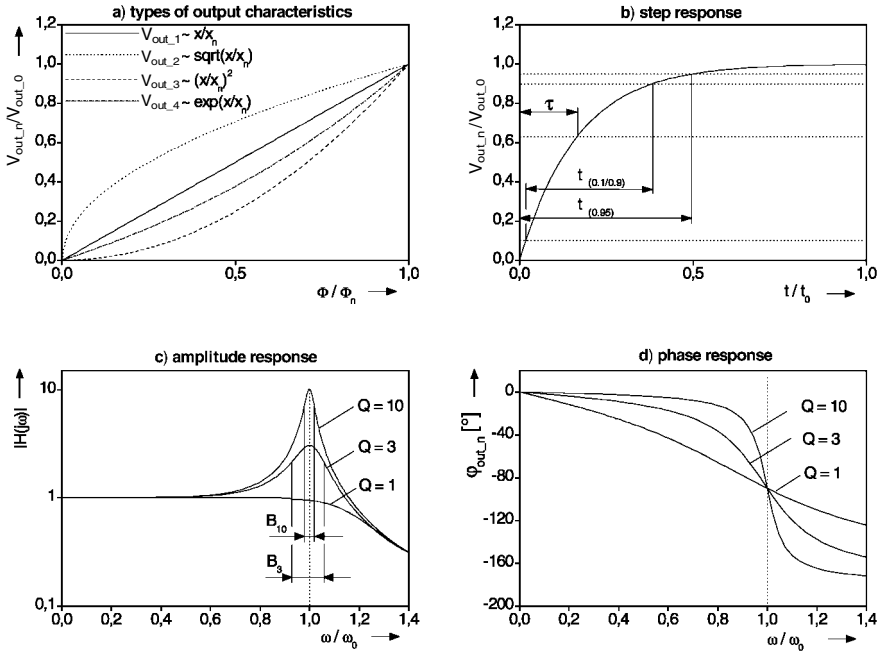 a) types of output characteristics
V_out_1 ~ x/x_n
V_out_2 ~ sqrt(x/x_n)
V_out_3 ~ (x/x_n)^2
V_out_4 ~ exp(x/x_n)
V_out_n/V_out_0
1,0
0,8
0,6
0,4
0,2
0,0
0,0 0,5 1,0
Φ / Φ_n
b) step response
V_out_n/V_out_0
1,0
0,8
0,6
0,4
0,2
0,0
τ
t (0.1/0.9)
t (0.95)
0,0 0,5 1,0
t / t_0
c) amplitude response
|H(jω)|
10
1
0,1
Q = 10
Q = 3
Q = 1
B_10
B_3
0,0 0,2 0,4 0,6 0,8 1,0 1,2 1,4
ω / ω_0
d) phase response
φ_out_n [°]
0
-40
-80
-120
-160
-200
Q = 10
Q = 3
Q = 1
0,0 0,2 0,4 0,6 0,8 1,0 1,2 1,4
ω / ω_0